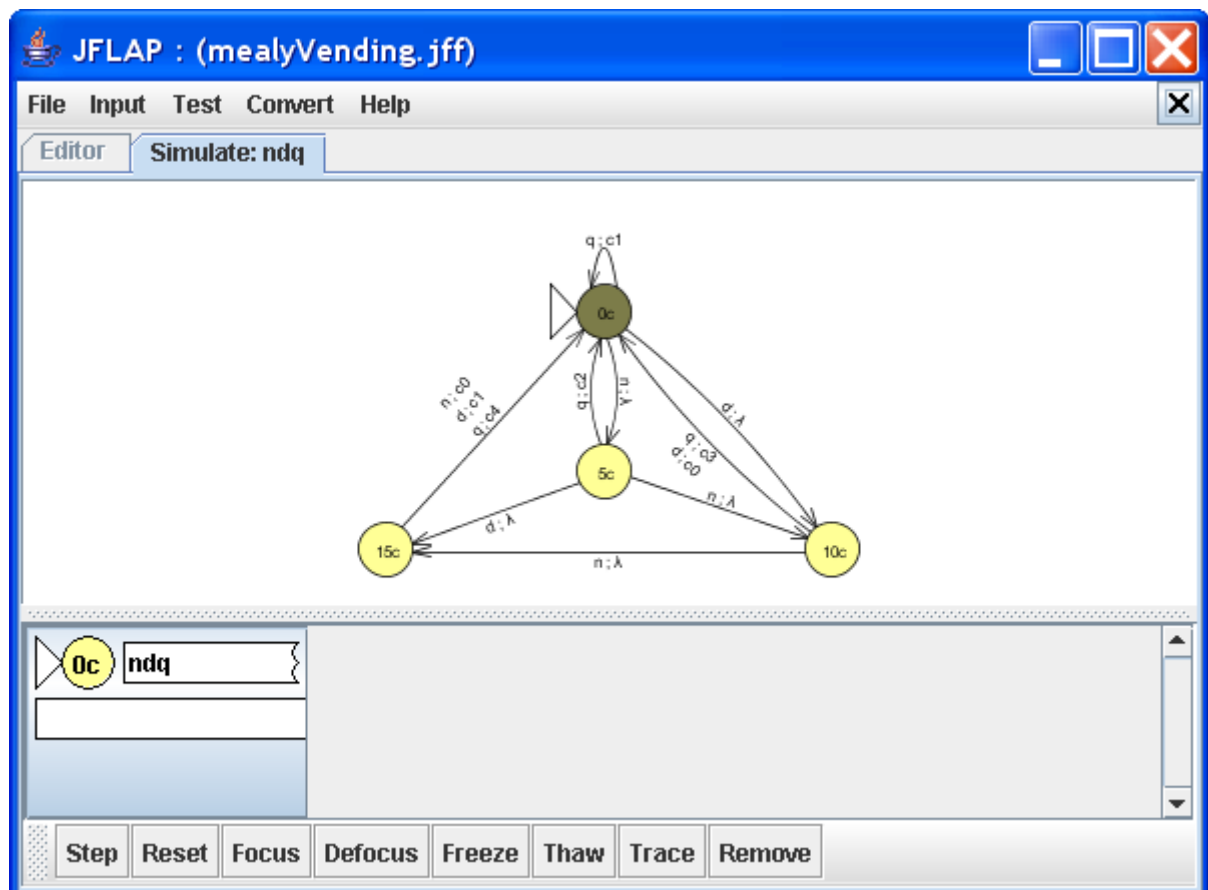 JFLAP : (mealyVending.jff)
File Input Test Convert Help
Editor Simulate: ndq
q ; c1
0c
n ; c0
d ; c1
q ; c4
q ; c2
n ; λ
d ; λ
q ; c3
d ; c0
5c
d ; λ
n ; λ
15c
n ; λ
10c
0c ndq
Step Reset Focus Defocus Freeze Thaw Trace Remove